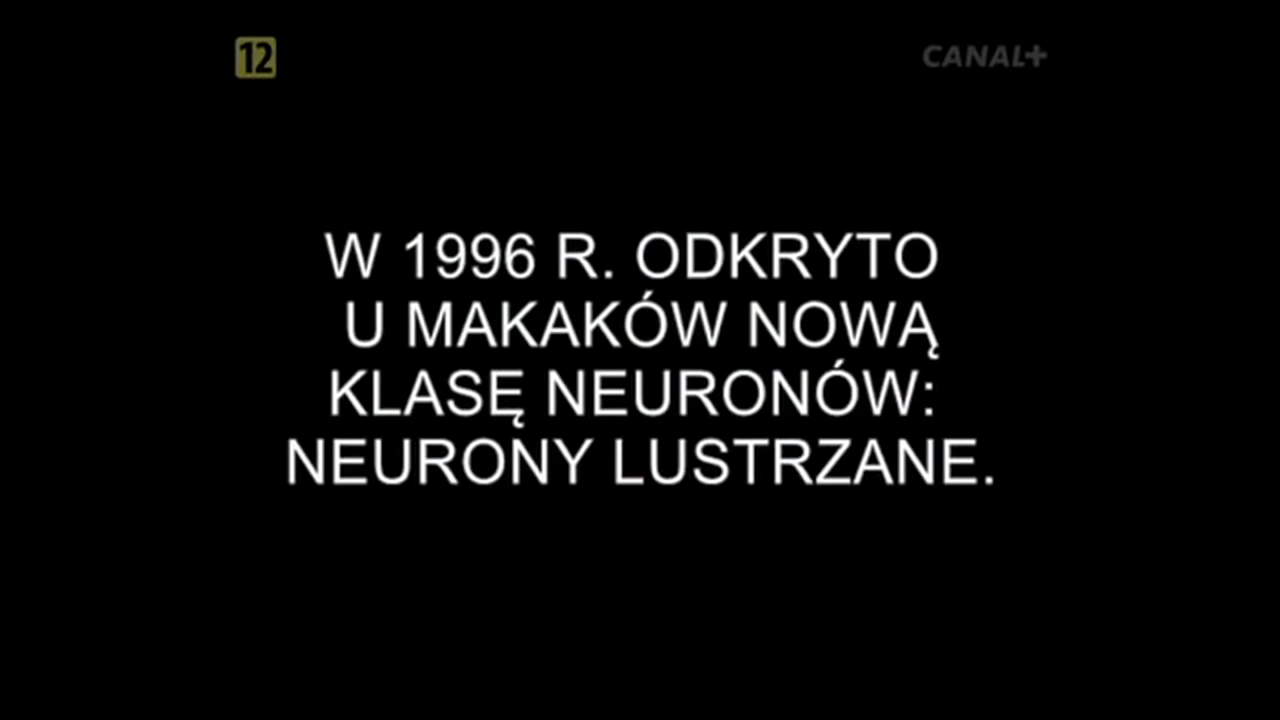 12
CANAL+
W 1996 R. ODKRYTO
U MAKAKÓW NOWĄ
KLASĘ NEURONÓW:
NEURONY LUSTRZANE.